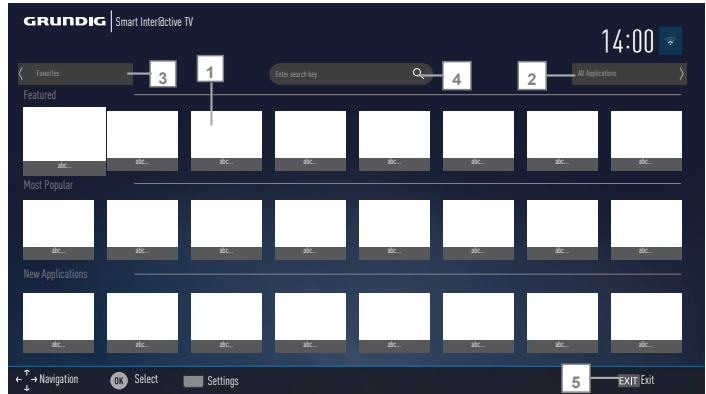 GRUNDIG Smart Inter@ctive TV
14:00
Favorites 3 1 Enter search key 4 2 All Applications
Featured
abc... abc... abc... abc... abc... abc... abc... abc...
Most Popular
abc... abc... abc... abc... abc... abc... abc... abc...
New Applications
abc... abc... abc... abc... abc... abc... abc... abc...
Navigation OK Select Settings 5 EXIT Exit